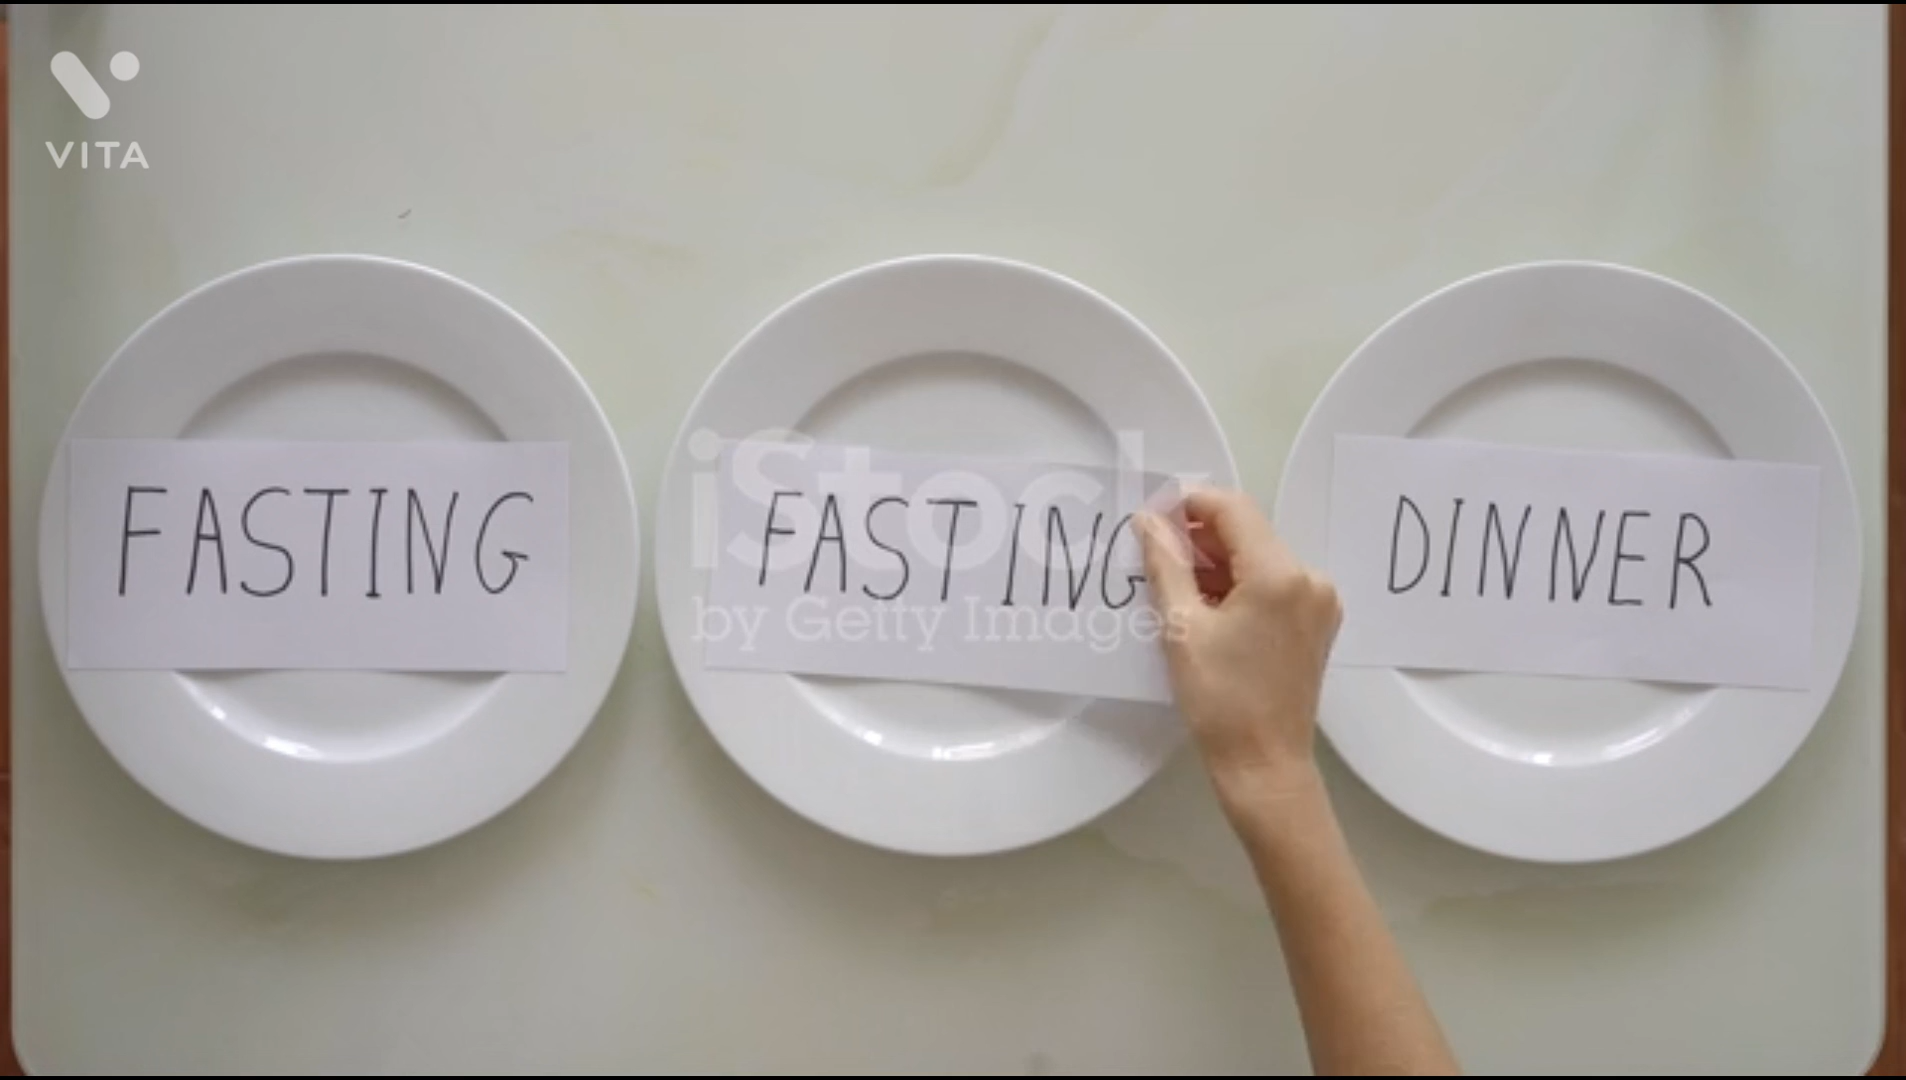 VITA
FASTING
FASTING
DINNER
iStock
by Getty Images